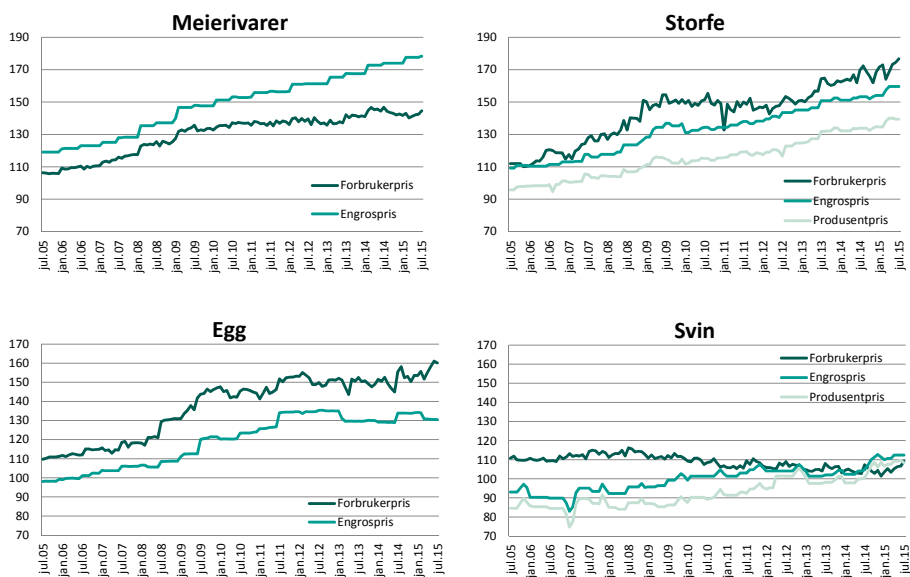 Meierivarer
190
170
150
130
110
90
70
Forbrukerpris
Engrospris
jul.05
jan.06
jul.06
jan.07
jul.07
jan.08
jul.08
jan.09
jul.09
jan.10
jul.10
jan.11
jul.11
jan.12
jul.12
jan.13
jul.13
jan.14
jul.14
jan.15
jul.15
Storfe
190
170
150
130
110
90
70
Forbrukerpris
Engrospris
Produsentpris
jul.05
jan.06
jul.06
jan.07
jul.07
jan.08
jul.08
jan.09
jul.09
jan.10
jul.10
jan.11
jul.11
jan.12
jul.12
jan.13
jul.13
jan.14
jul.14
jan.15
jul.15
Egg
170
160
150
140
130
120
110
100
90
80
70
Forbrukerpris
Engrospris
jul.05
jan.06
jul.06
jan.07
jul.07
jan.08
jul.08
jan.09
jul.09
jan.10
jul.10
jan.11
jul.11
jan.12
jul.12
jan.13
jul.13
jan.14
jul.14
jan.15
jul.15
Svin
170
160
150
140
130
120
110
100
90
80
70
Forbrukerpris
Engrospris
Produsentpris
jul.05
jan.06
jul.06
jan.07
jul.07
jan.08
jul.08
jan.09
jul.09
jan.10
jul.10
jan.11
jul.11
jan.12
jul.12
jan.13
jul.13
jan.14
jul.14
jan.15
jul.15